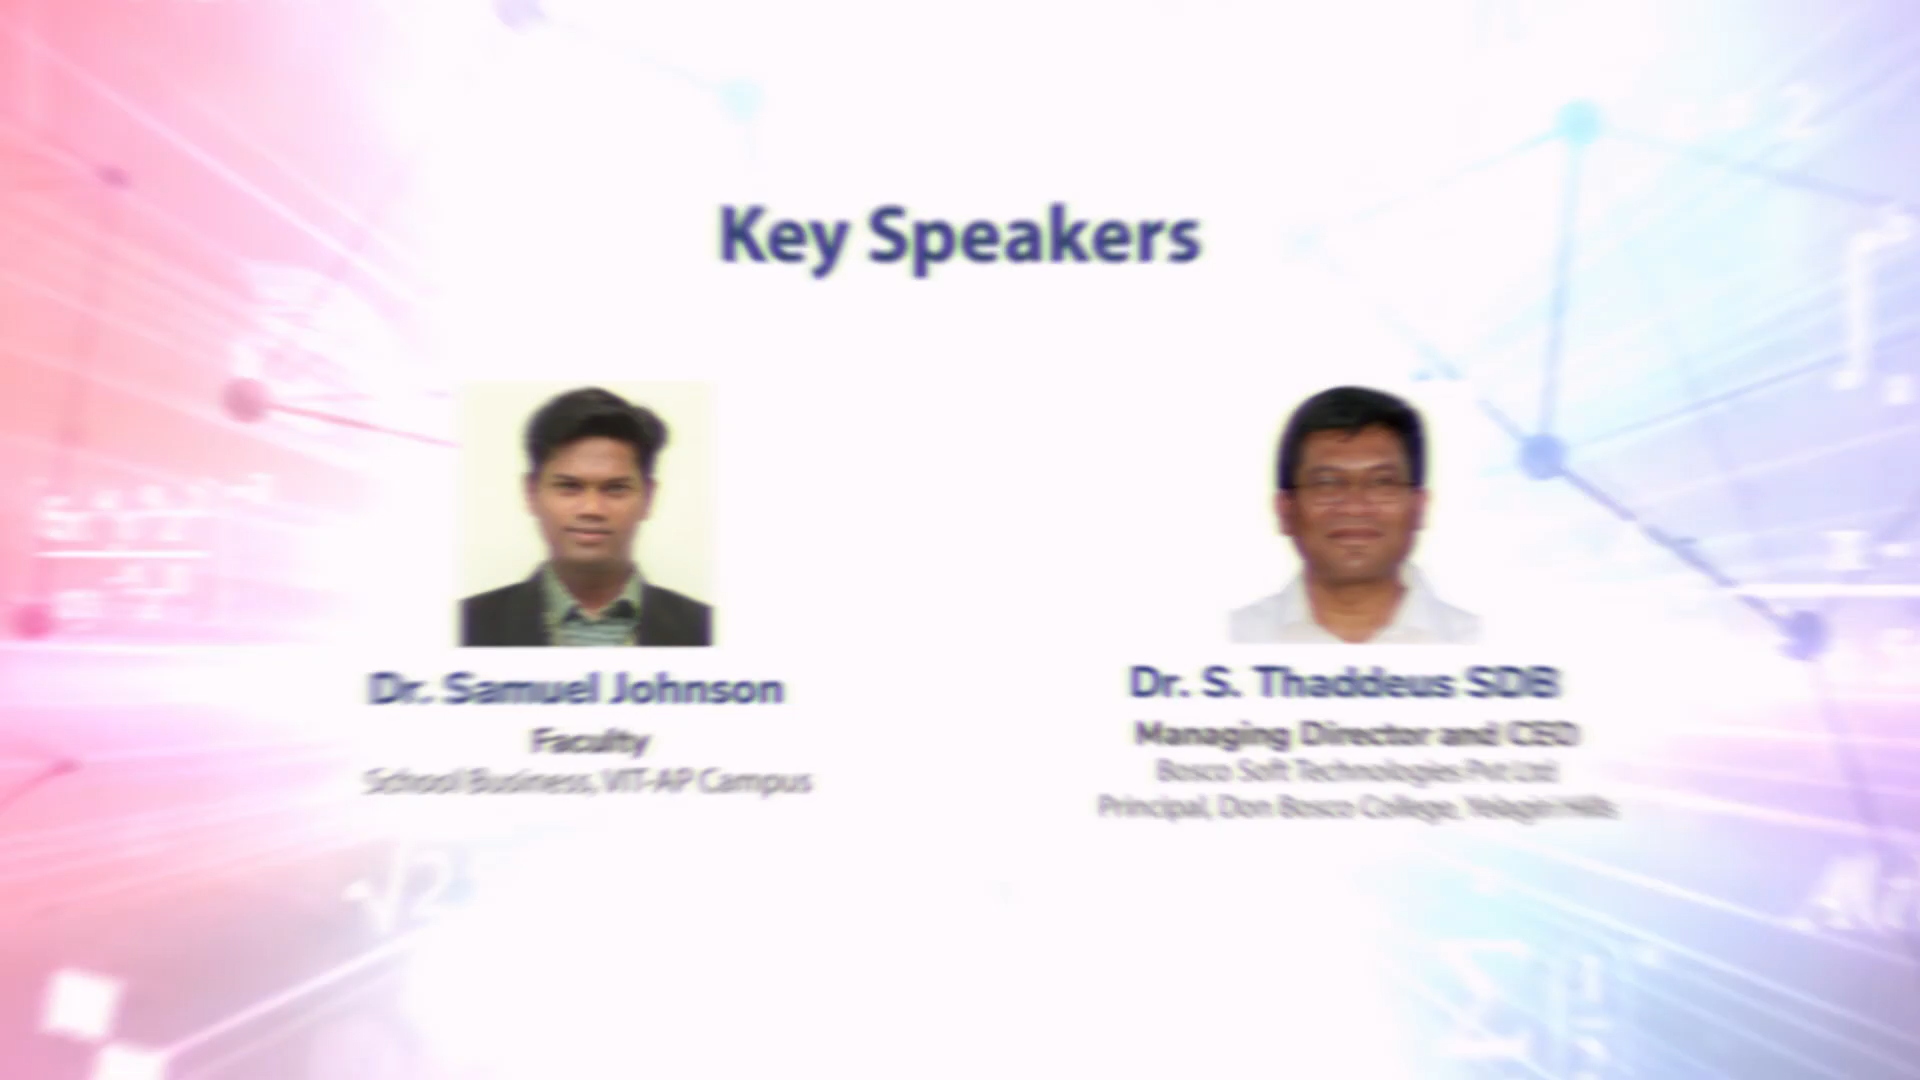 Key Speakers
Dr. Samuel Johnson
Faculty
School Business, VIT-AP Campus
Dr. S. Thaddeus SDB
Managing Director and CEO
Bosco Soft Technologies Pvt Ltd
Principal, Don Bosco College, Yelagiri Hills
√2